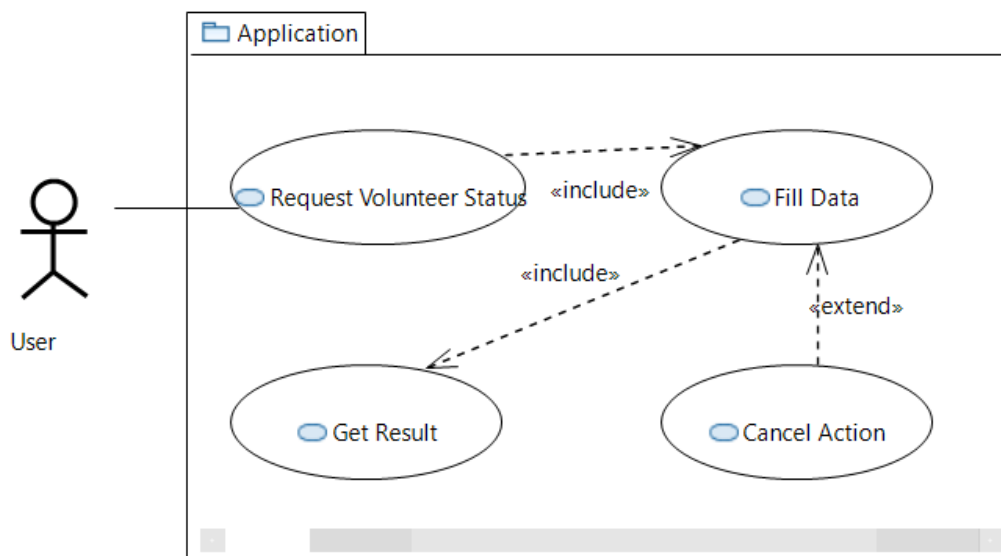 Application
Request Volunteer Status
«include»
Fill Data
«include»
«extend»
User
Get Result
Cancel Action